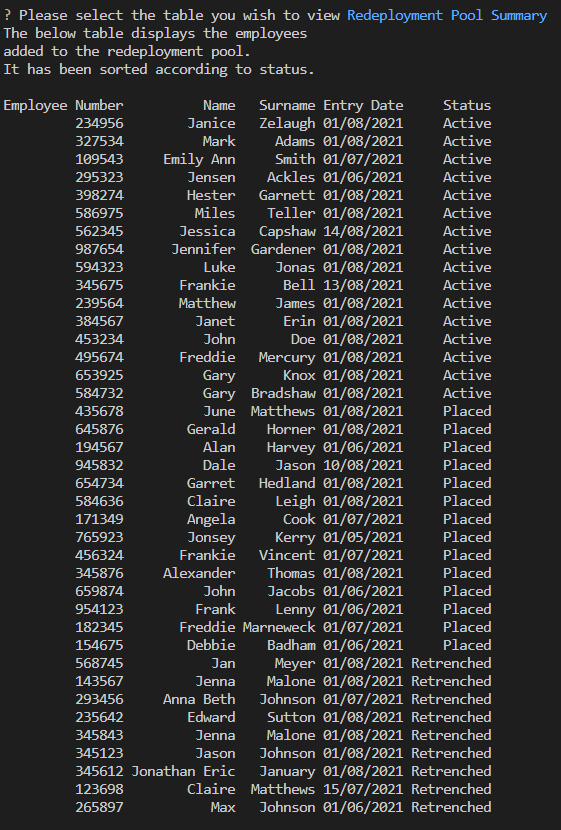 ? Please select the table you wish to view Redeployment Pool Summary
The below table displays the employees
added to the redeployment pool.
It has been sorted according to status.
Employee Number Name Surname Entry Date Status
234956 Janice Zelaugh 01/08/2021 Active
327534 Mark Adams 01/08/2021 Active
109543 Emily Ann Smith 01/07/2021 Active
295323 Jensen Ackles 01/06/2021 Active
398274 Hester Garnett 01/08/2021 Active
586975 Miles Teller 01/08/2021 Active
562345 Jessica Capshaw 14/08/2021 Active
987654 Jennifer Gardener 01/08/2021 Active
594323 Luke Jonas 01/08/2021 Active
345675 Frankie Bell 13/08/2021 Active
239564 Matthew James 01/08/2021 Active
384567 Janet Erin 01/08/2021 Active
453234 John Doe 01/08/2021 Active
495674 Freddie Mercury 01/08/2021 Active
653925 Gary Knox 01/08/2021 Active
584732 Gary Bradshaw 01/08/2021 Active
435678 June Matthews 01/08/2021 Placed
645876 Gerald Horner 01/08/2021 Placed
194567 Alan Harvey 01/06/2021 Placed
945832 Dale Jason 10/08/2021 Placed
654734 Garret Hedland 01/08/2021 Placed
584636 Claire Leigh 01/08/2021 Placed
171349 Angela Cook 01/07/2021 Placed
765923 Jonsey Kerry 01/05/2021 Placed
456324 Frankie Vincent 01/07/2021 Placed
345876 Alexander Thomas 01/08/2021 Placed
659874 John Jacobs 01/06/2021 Placed
954123 Frank Lenny 01/06/2021 Placed
182345 Freddie Marneweck 01/07/2021 Placed
154675 Debbie Badham 01/06/2021 Placed
568745 Jan Meyer 01/08/2021 Retrenched
143567 Jenna Malone 01/08/2021 Retrenched
293456 Anna Beth Johnson 01/07/2021 Retrenched
235642 Edward Sutton 01/08/2021 Retrenched
345843 Jenna Malone 01/08/2021 Retrenched
345123 Jason Johnson 01/08/2021 Retrenched
345612 Jonathan Eric January 01/08/2021 Retrenched
123698 Claire Matthews 15/07/2021 Retrenched
265897 Max Johnson 01/06/2021 Retrenched